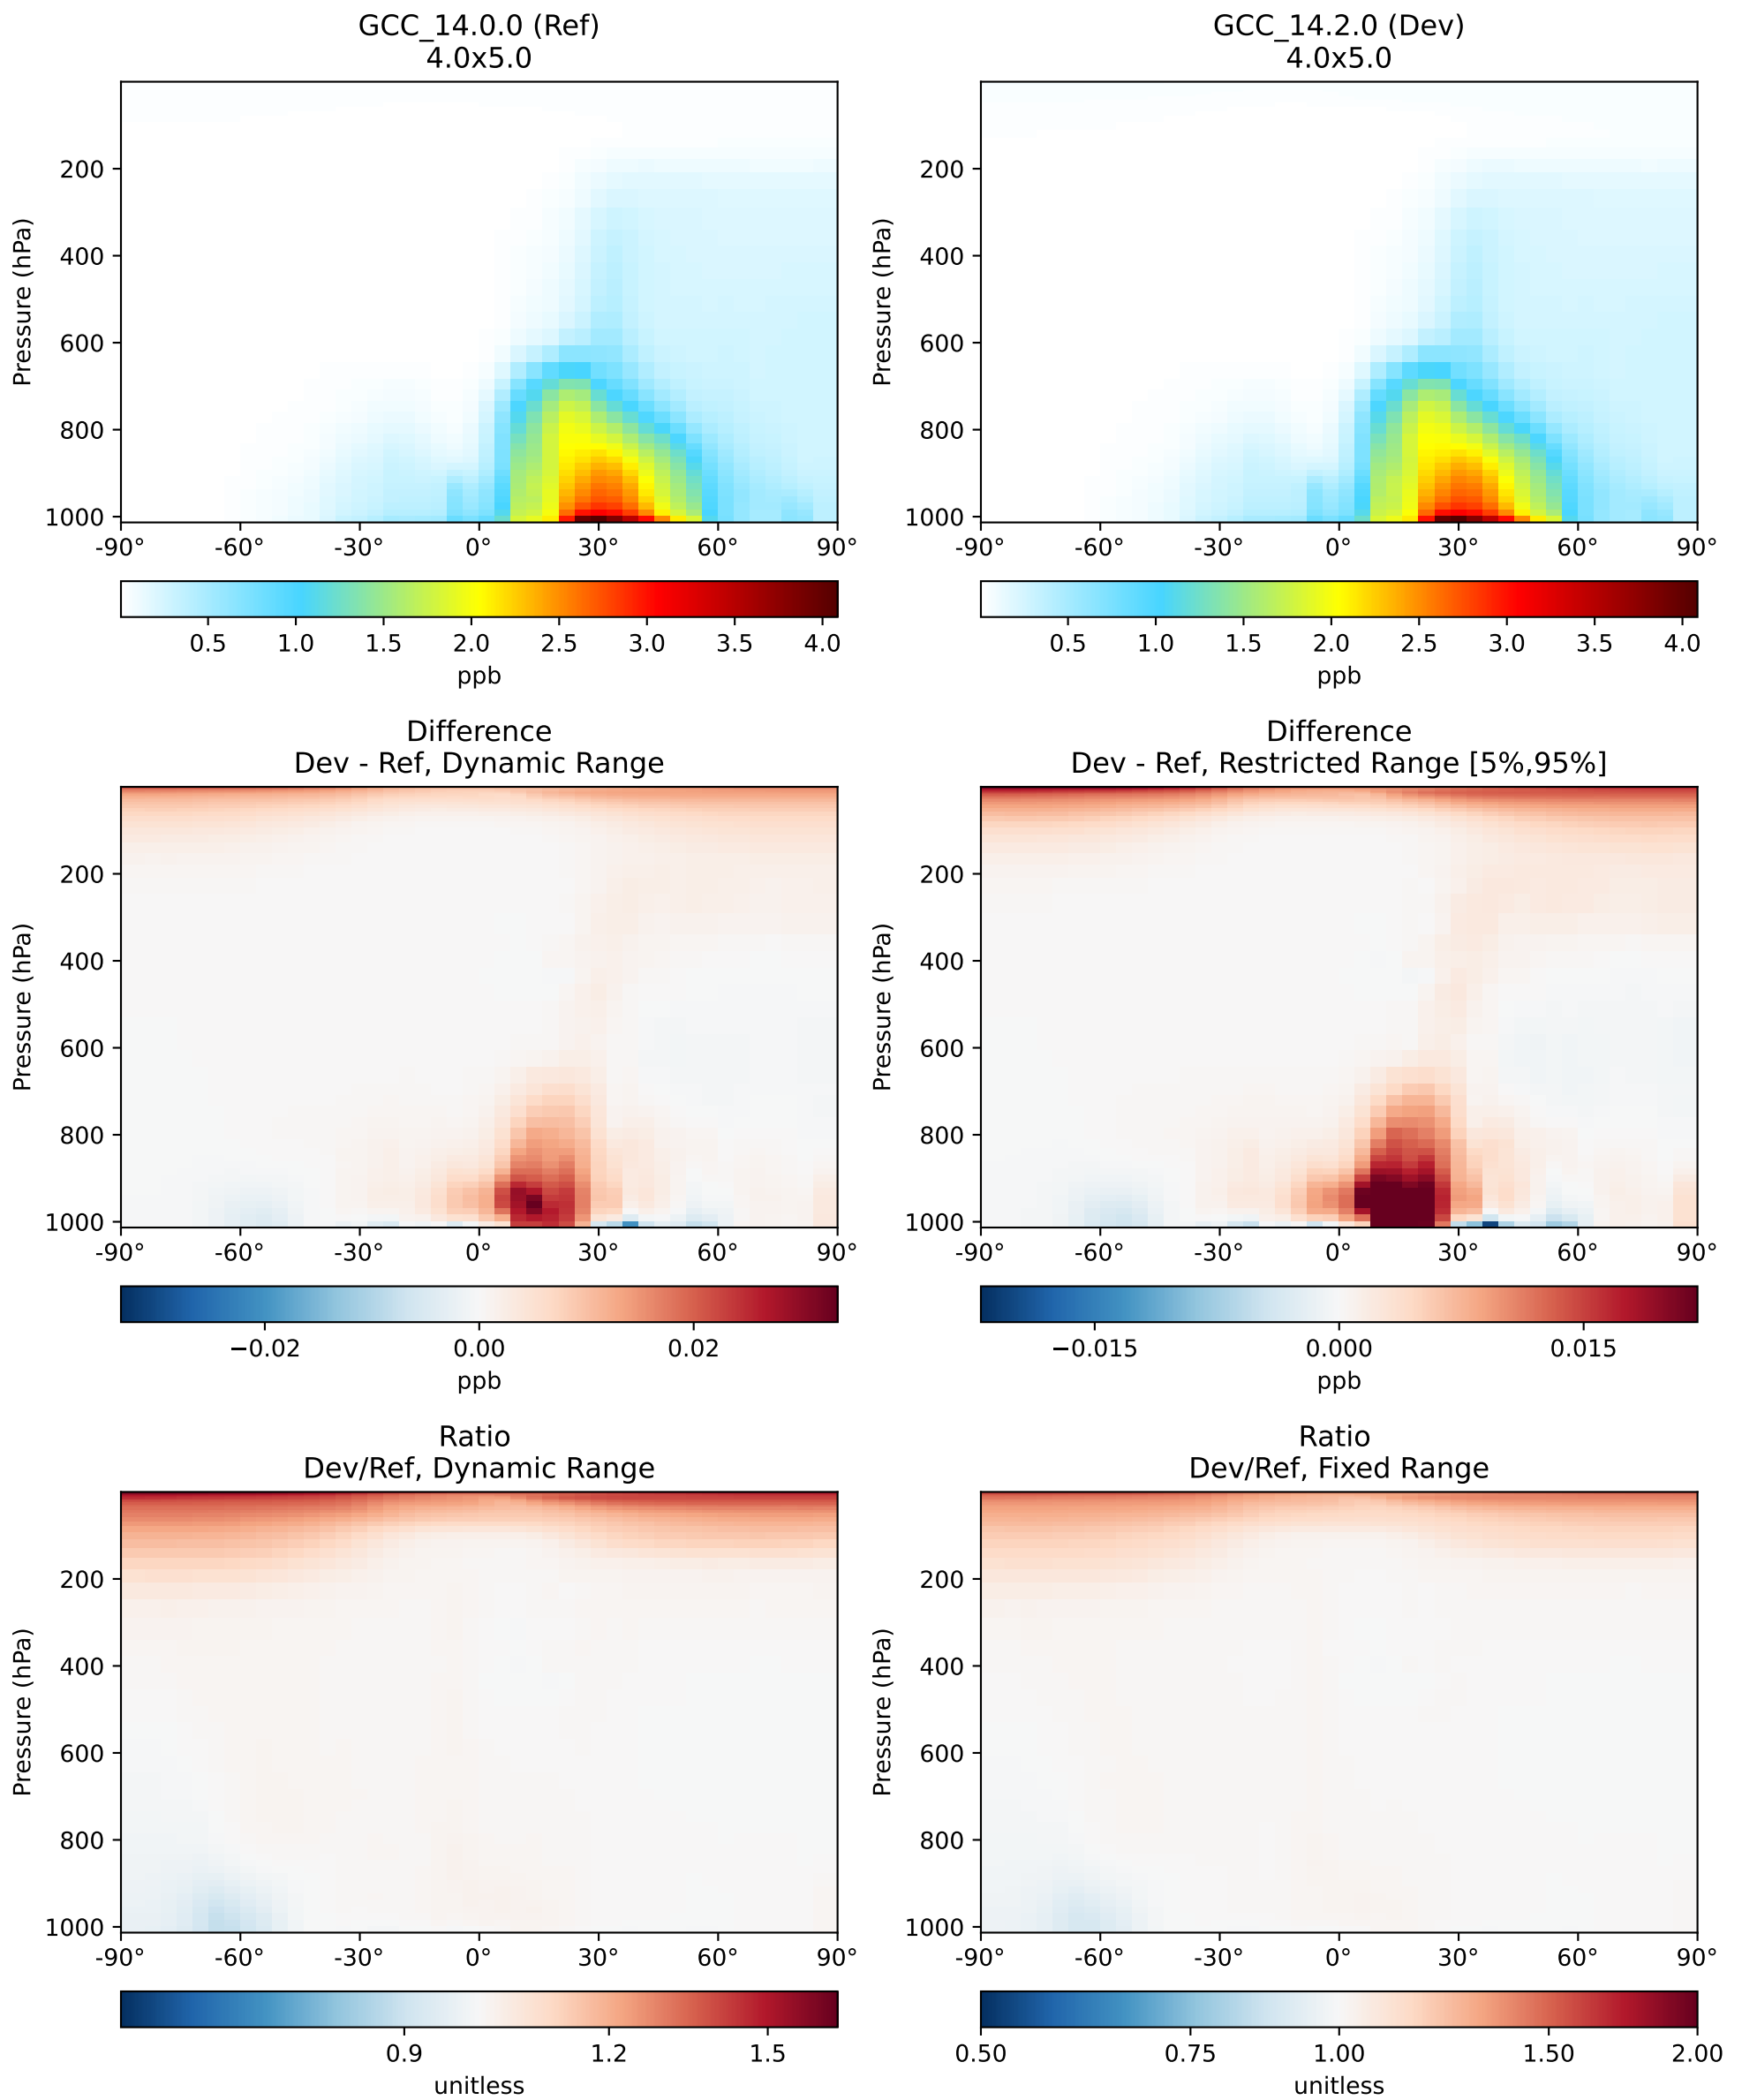 GCC_14.0.0 (Ref)
4.0x5.0
Pressure (hPa)
200
400
600
800
1000
-90° -60° -30° 0° 30° 60° 90°
0.5 1.0 1.5 2.0 2.5 3.0 3.5 4.0
ppb
GCC_14.2.0 (Dev)
4.0x5.0
Pressure (hPa)
200
400
600
800
1000
-90° -60° -30° 0° 30° 60° 90°
0.5 1.0 1.5 2.0 2.5 3.0 3.5 4.0
ppb
Difference
Dev - Ref, Dynamic Range
Pressure (hPa)
200
400
600
800
1000
-90° -60° -30° 0° 30° 60° 90°
−0.02 0.00 0.02
ppb
Difference
Dev - Ref, Restricted Range [5%,95%]
Pressure (hPa)
200
400
600
800
1000
-90° -60° -30° 0° 30° 60° 90°
−0.015 0.000 0.015
ppb
Ratio
Dev/Ref, Dynamic Range
Pressure (hPa)
200
400
600
800
1000
-90° -60° -30° 0° 30° 60° 90°
0.9 1.2 1.5
unitless
Ratio
Dev/Ref, Fixed Range
Pressure (hPa)
200
400
600
800
1000
-90° -60° -30° 0° 30° 60° 90°
0.50 0.75 1.00 1.50 2.00
unitless